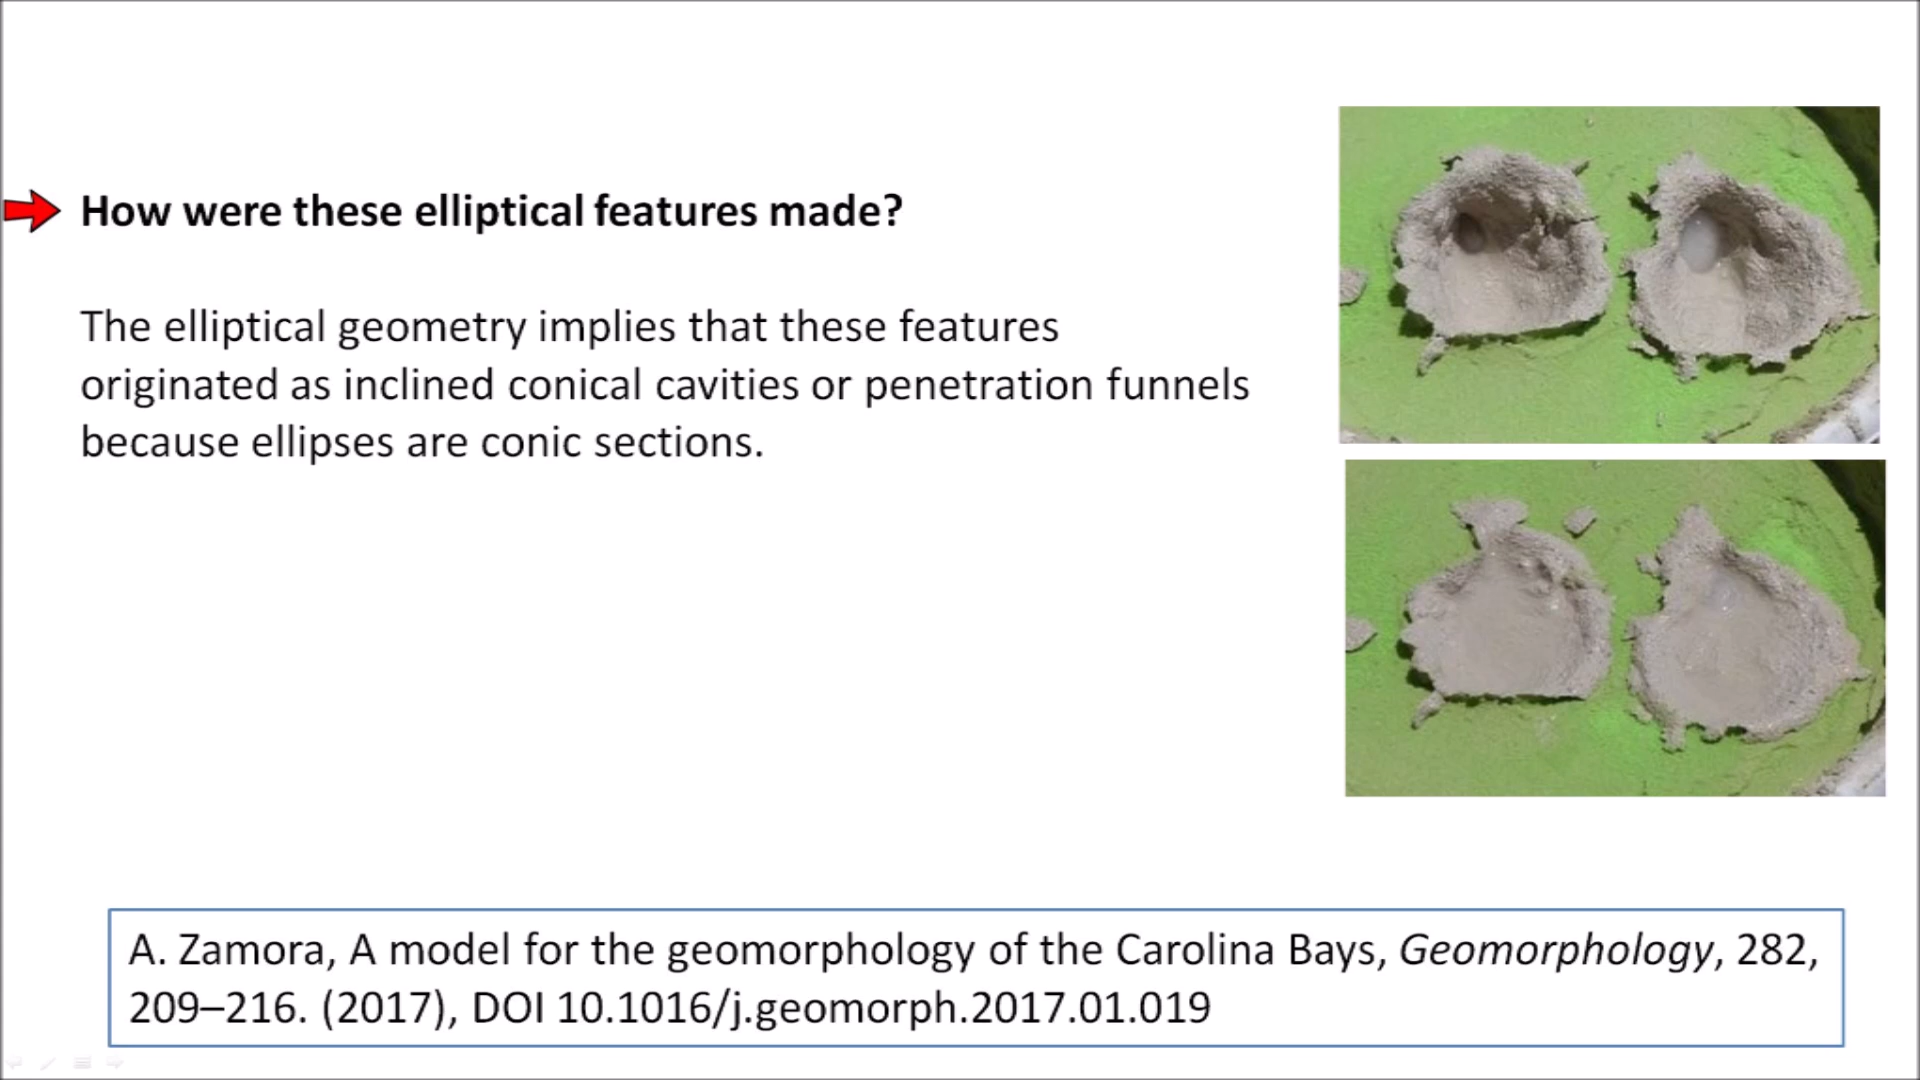 How were these elliptical features made?
The elliptical geometry implies that these features
originated as inclined conical cavities or penetration funnels
because ellipses are conic sections.
A. Zamora, A model for the geomorphology of the Carolina Bays, Geomorphology, 282,
209–216. (2017), DOI 10.1016/j.geomorph.2017.01.019